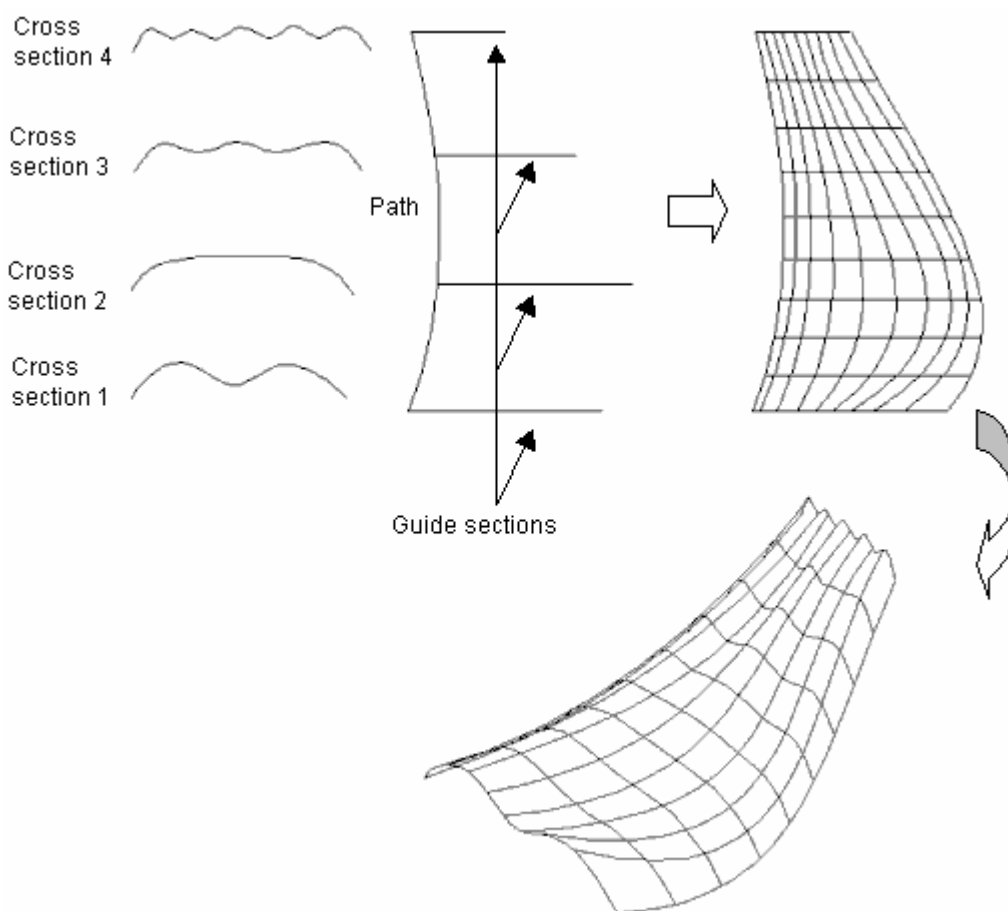 Cross
section 4
Cross
section 3
Path
Cross
section 2
Cross
section 1
Guide sections